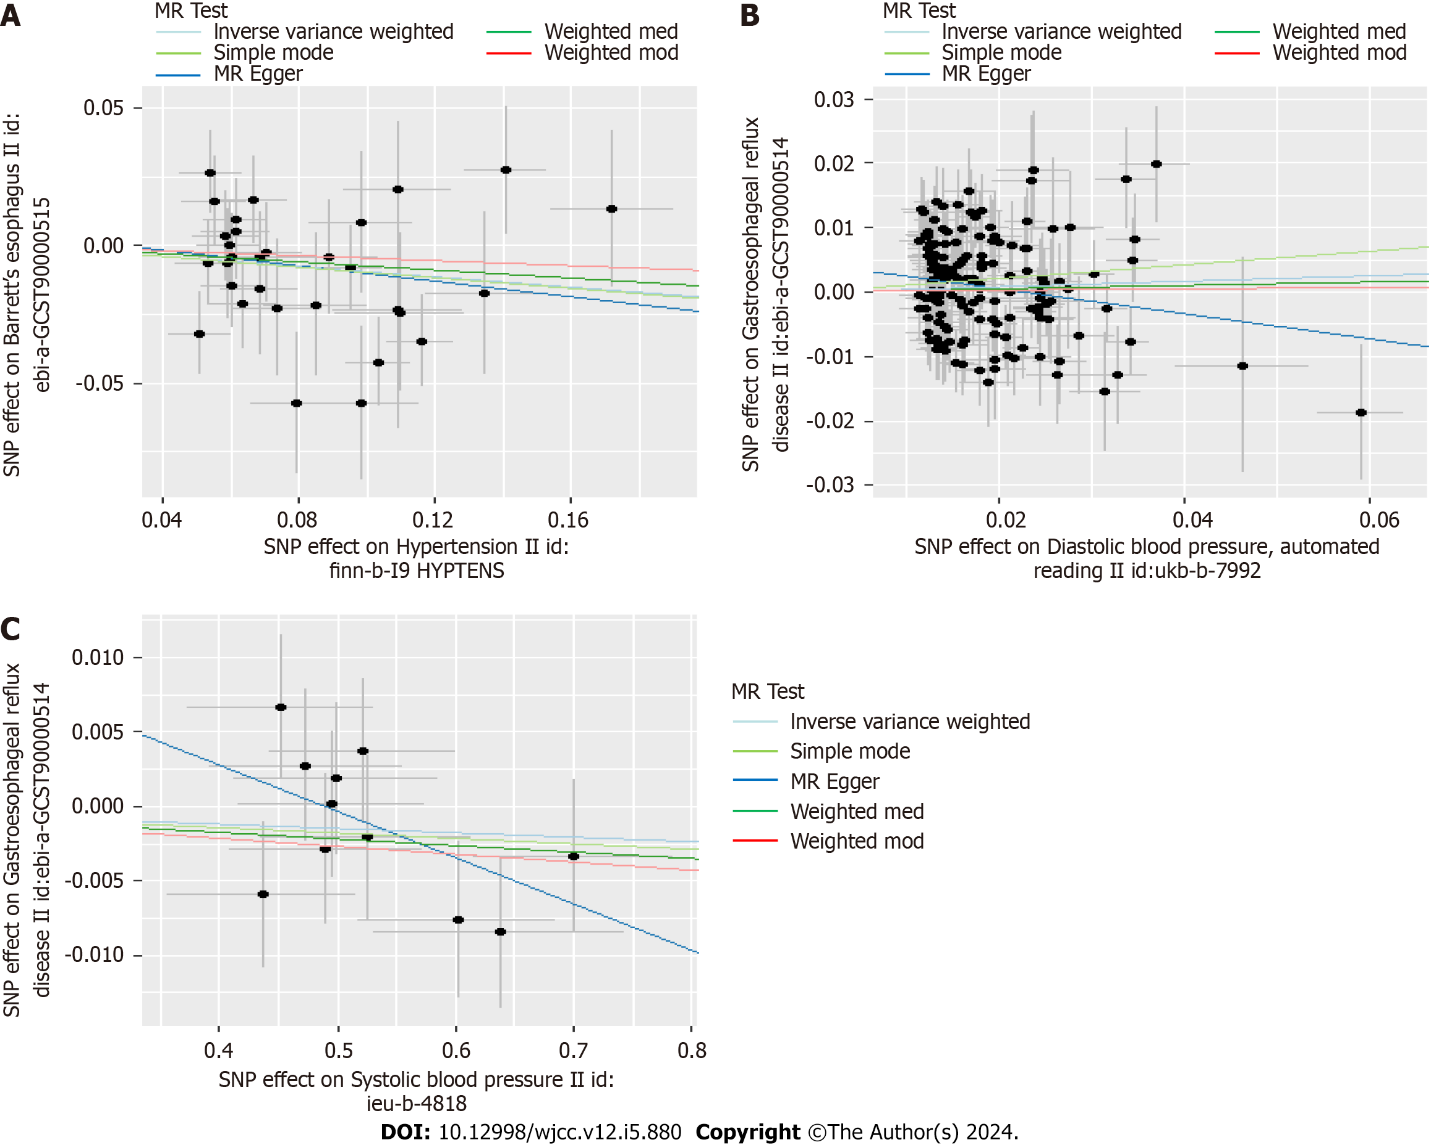 A
MR Test
Inverse variance weighted
Weighted med
Simple mode
Weighted mod
MR Egger
SNP effect on Barrett's esophagus II id:
ebi-a-GCST90000515
0.05
0.00
-0.05
0.04 0.08 0.12 0.16
SNP effect on Hypertension II id:
finn-b-I9 HYPTENS
B
MR Test
Inverse variance weighted
Weighted med
Simple mode
Weighted mod
MR Egger
SNP effect on Gastroesophageal reflux
disease II id:ebi-a-GCST90000514
0.03
0.02
0.01
0.00
-0.01
-0.02
-0.03
0.02 0.04 0.06
SNP effect on Diastolic blood pressure, automated
reading II id:ukb-b-7992
C
SNP effect on Gastroesophageal reflux
disease II id:ebi-a-GCST90000514
0.010
0.005
0.000
-0.005
-0.010
0.4 0.5 0.6 0.7 0.8
SNP effect on Systolic blood pressure II id:
ieu-b-4818
MR Test
Inverse variance weighted
Simple mode
MR Egger
Weighted med
Weighted mod
DOI: 10.12998/wjcc.v12.i5.880 Copyright ©The Author(s) 2024.